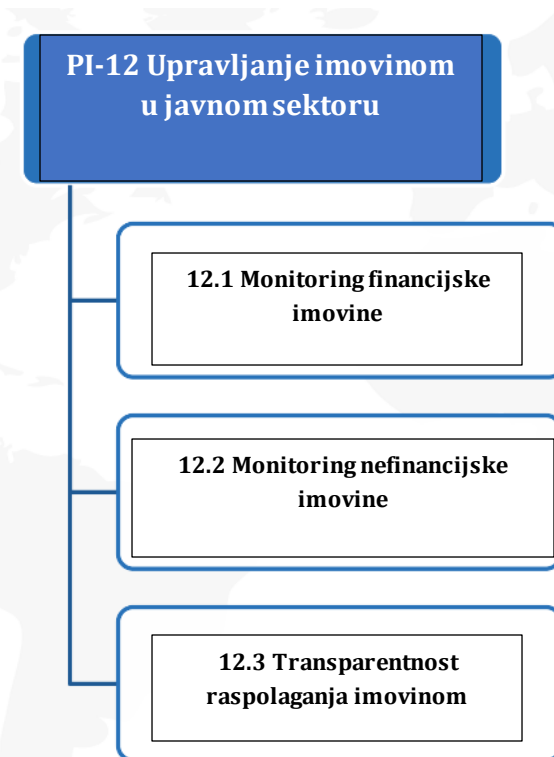 PI-12 Upravljanje imovinom
u javnom sektoru
12.1 Monitoring financijske
imovine
12.2 Monitoring nefinancijske
imovine
12.3 Transparentnost
raspolaganja imovinom